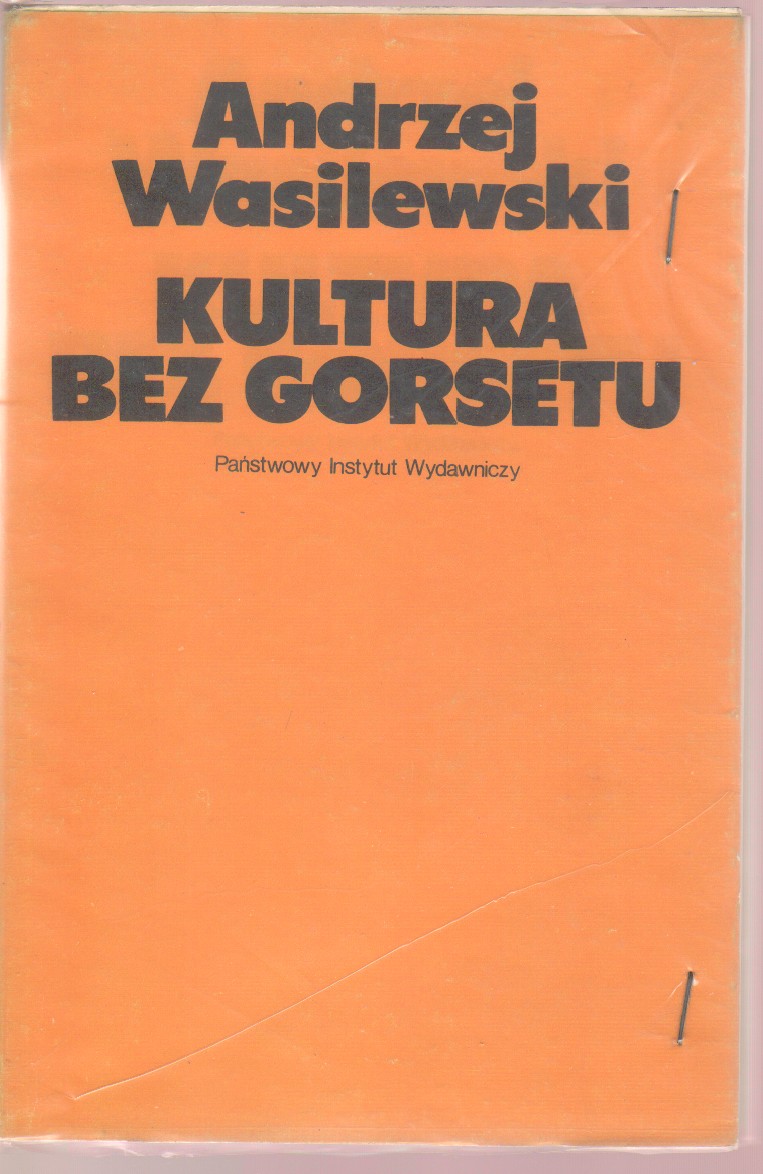 Andrzej
Wasilewski
KULTURA
BEZ GORSETU
Państwowy Instytut Wydawniczy